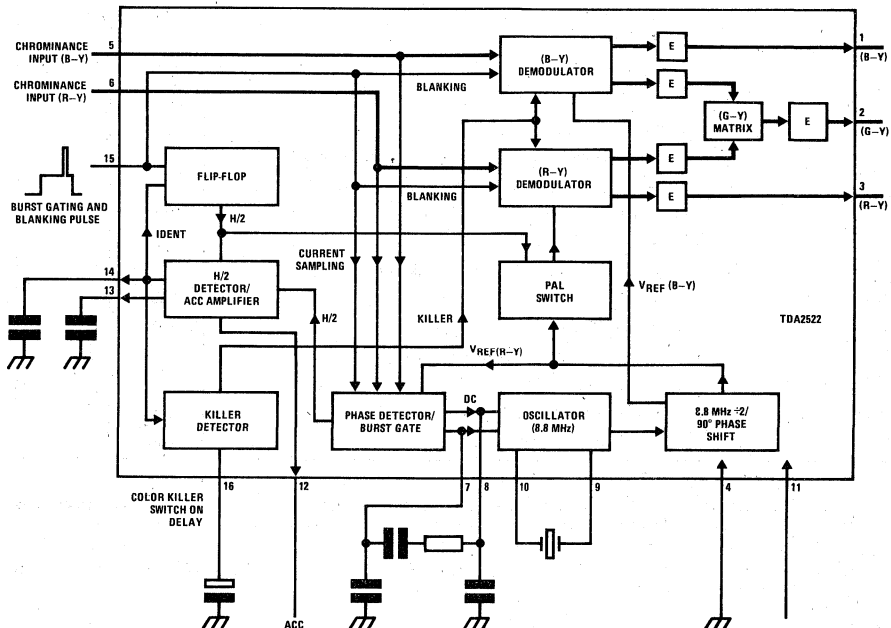 CHROMINANCE
INPUT (B–Y)
5
CHROMINANCE
INPUT (R–Y)
6
BLANKING
(B–Y)
DEMODULATOR
E
1
(B–Y)
E
(G–Y)
MATRIX
E
2
(G–Y)
15
FLIP-FLOP
BURST GATING AND
BLANKING PULSE
r
BLANKING
(R–Y)
DEMODULATOR
E
E
3
(R–Y)
H/2
IDENT
CURRENT
SAMPLING
14
13
H/2
DETECTOR/
ACC AMPLIFIER
H/2
KILLER
PAL
SWITCH
VREF (B–Y)
TDA2522
VREF(R–Y)
KILLER
DETECTOR
PHASE DETECTOR/
BURST GATE
DC
OSCILLATOR
(8.8 MHz)
8.8 MHz ÷2/
90° PHASE
SHIFT
COLOR KILLER
SWITCH ON
DELAY
16
12
7
8
10
9
4
11
ACC